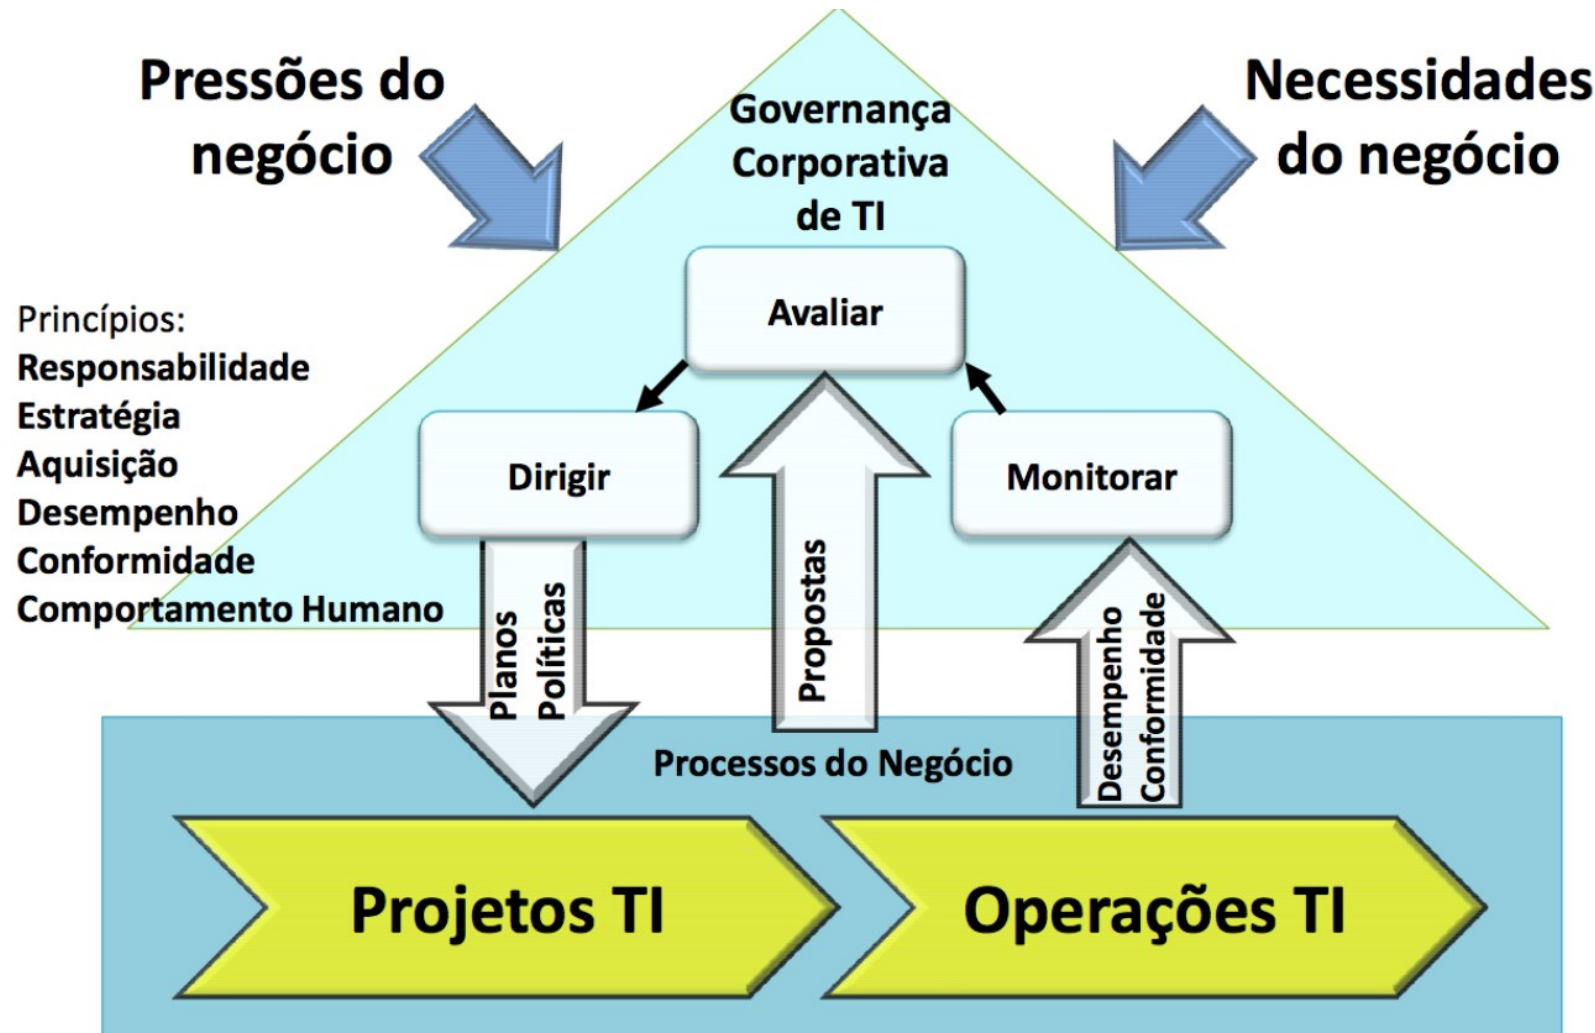 Pressões do
negócio
Necessidades
do negócio
Governança
Corporativa
de TI
Avaliar
Princípios:
Responsabilidade
Estratégia
Aquisição
Desempenho
Conformidade
Comportamento Humano
Dirigir
Monitorar
Planos
Políticas
Propostas
Desempenho
Conformidade
Processos do Negócio
Projetos TI
Operações TI